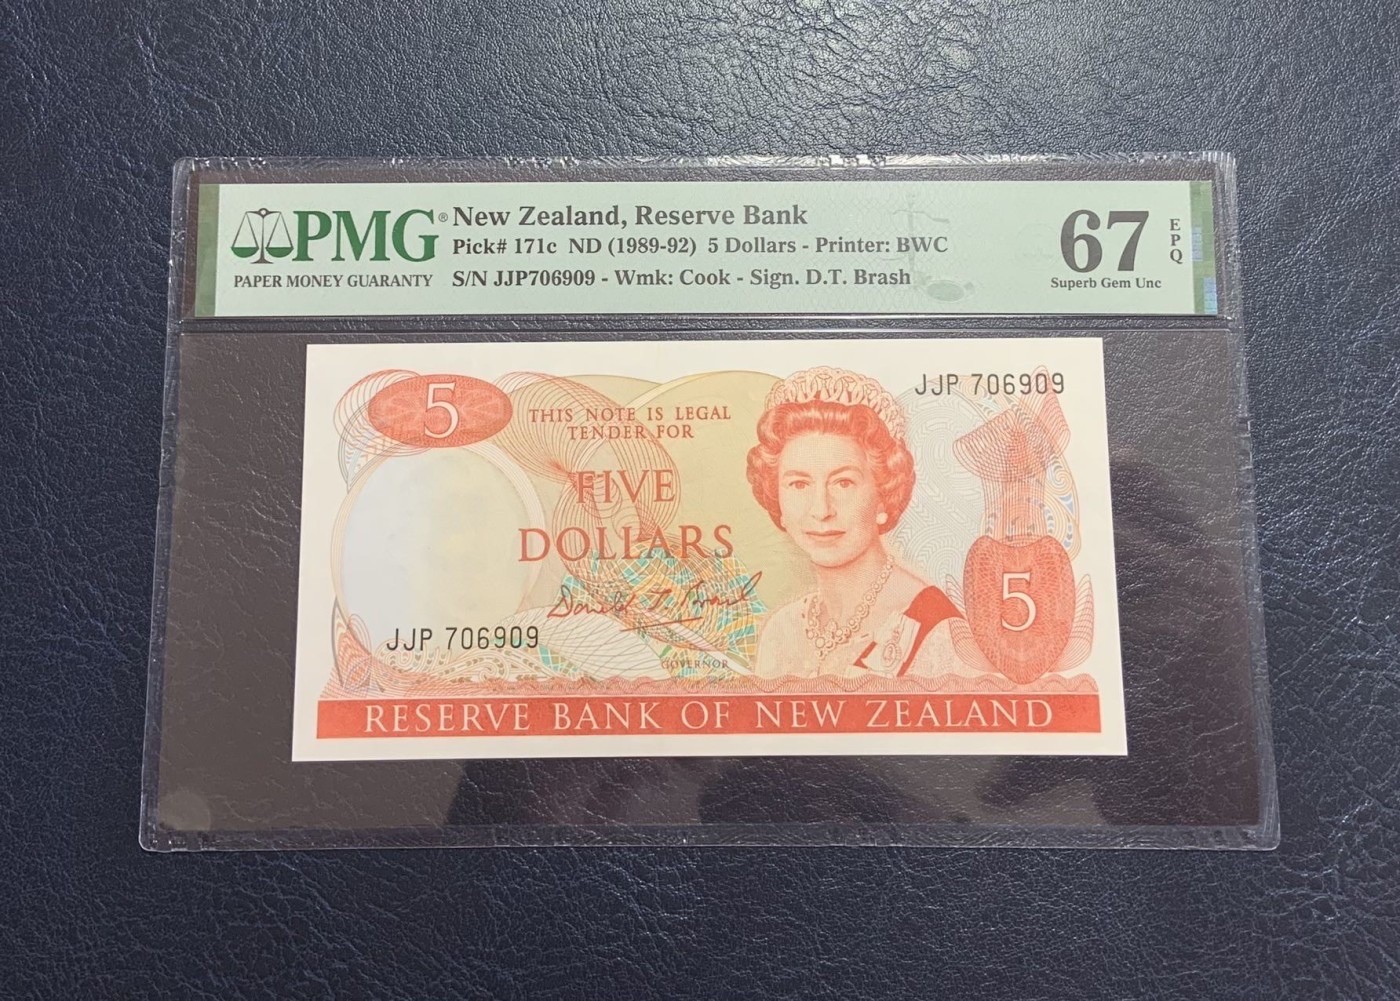 PMG®
PAPER MONEY GUARANTY
New Zealand, Reserve Bank
Pick# 171c ND (1989-92) 5 Dollars - Printer: BWC
S/N JJP706909 - Wmk: Cook - Sign. D.T. Brash
67
EPQ
Superb Gem Unc
5
THIS NOTE IS LEGAL
TENDER FOR
FIVE
DOLLARS
JJP 706909
Donald T. Brash
GOVERNOR
JJP 706909
5
RESERVE BANK OF NEW ZEALAND